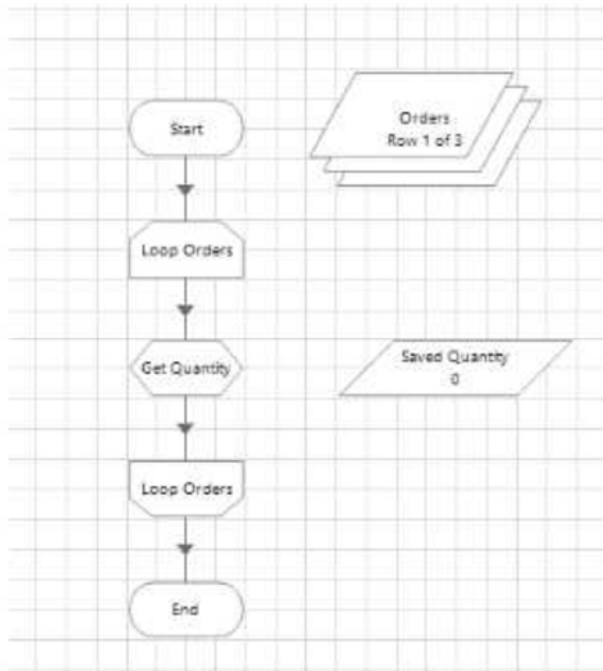 Start
Orders
Row 1 of 3
Loop Orders
Get Quantity
Saved Quantity
0
Loop Orders
End